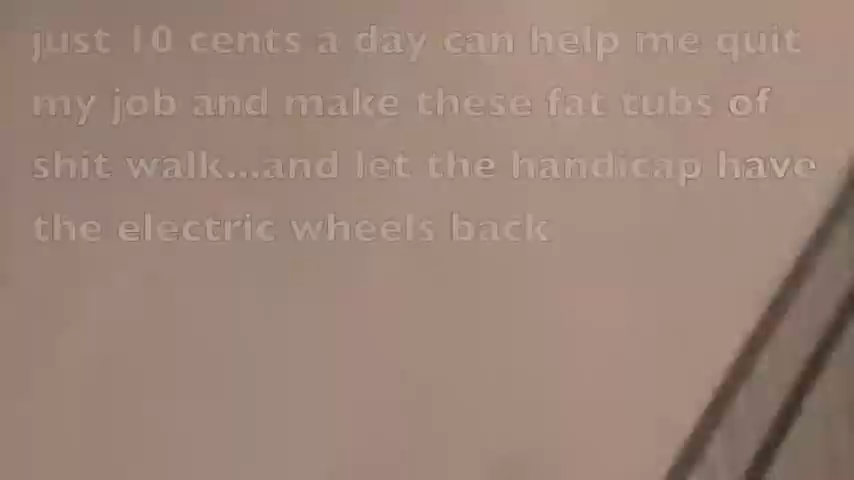 just 10 cents a day can help me quit
my job and make these fat tubs of
shit walk...and let the handicap have
the electric wheels back